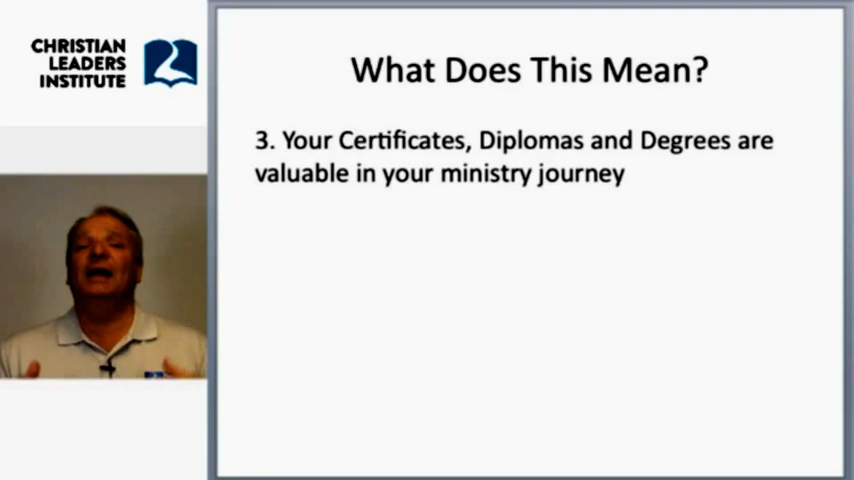 CHRISTIAN
LEADERS
INSTITUTE
What Does This Mean?
3. Your Certificates, Diplomas and Degrees are
valuable in your ministry journey